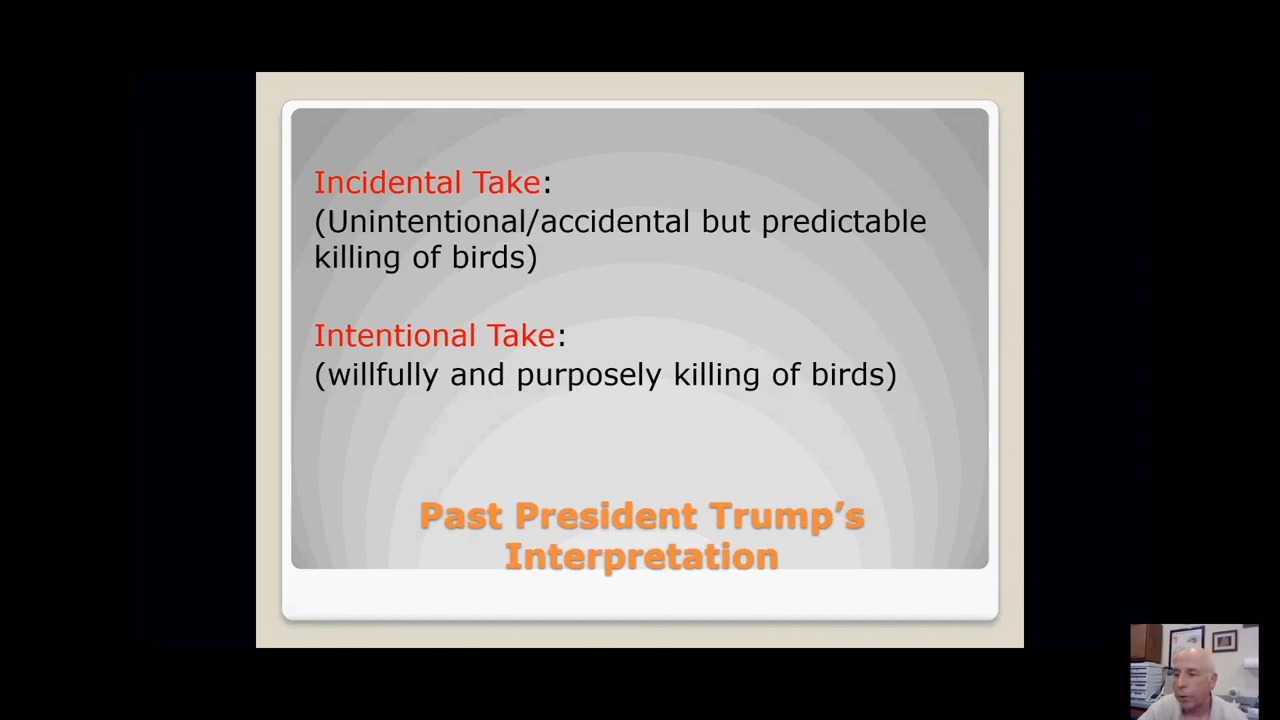 Incidental Take:
(Unintentional/accidental but predictable
killing of birds)
Intentional Take:
(willfully and purposely killing of birds)
Past President Trump’s
Interpretation